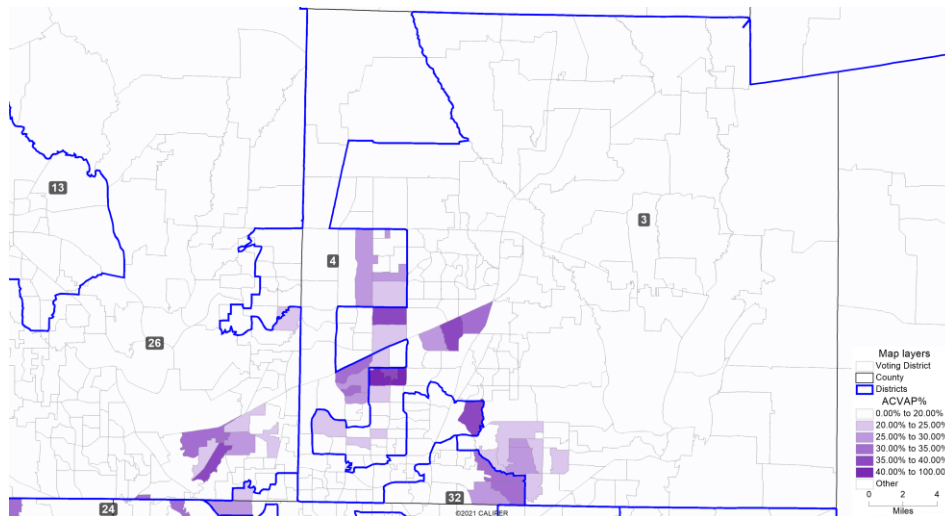 13
3
4
26
32
24
©2021 CALIPER
Map layers
Voting District
County
Districts
ACVAP%
0.00% to 20.00%
20.00% to 25.00%
25.00% to 30.00%
30.00% to 35.00%
35.00% to 40.00%
40.00% to 100.00
Other
0 2 4
Miles